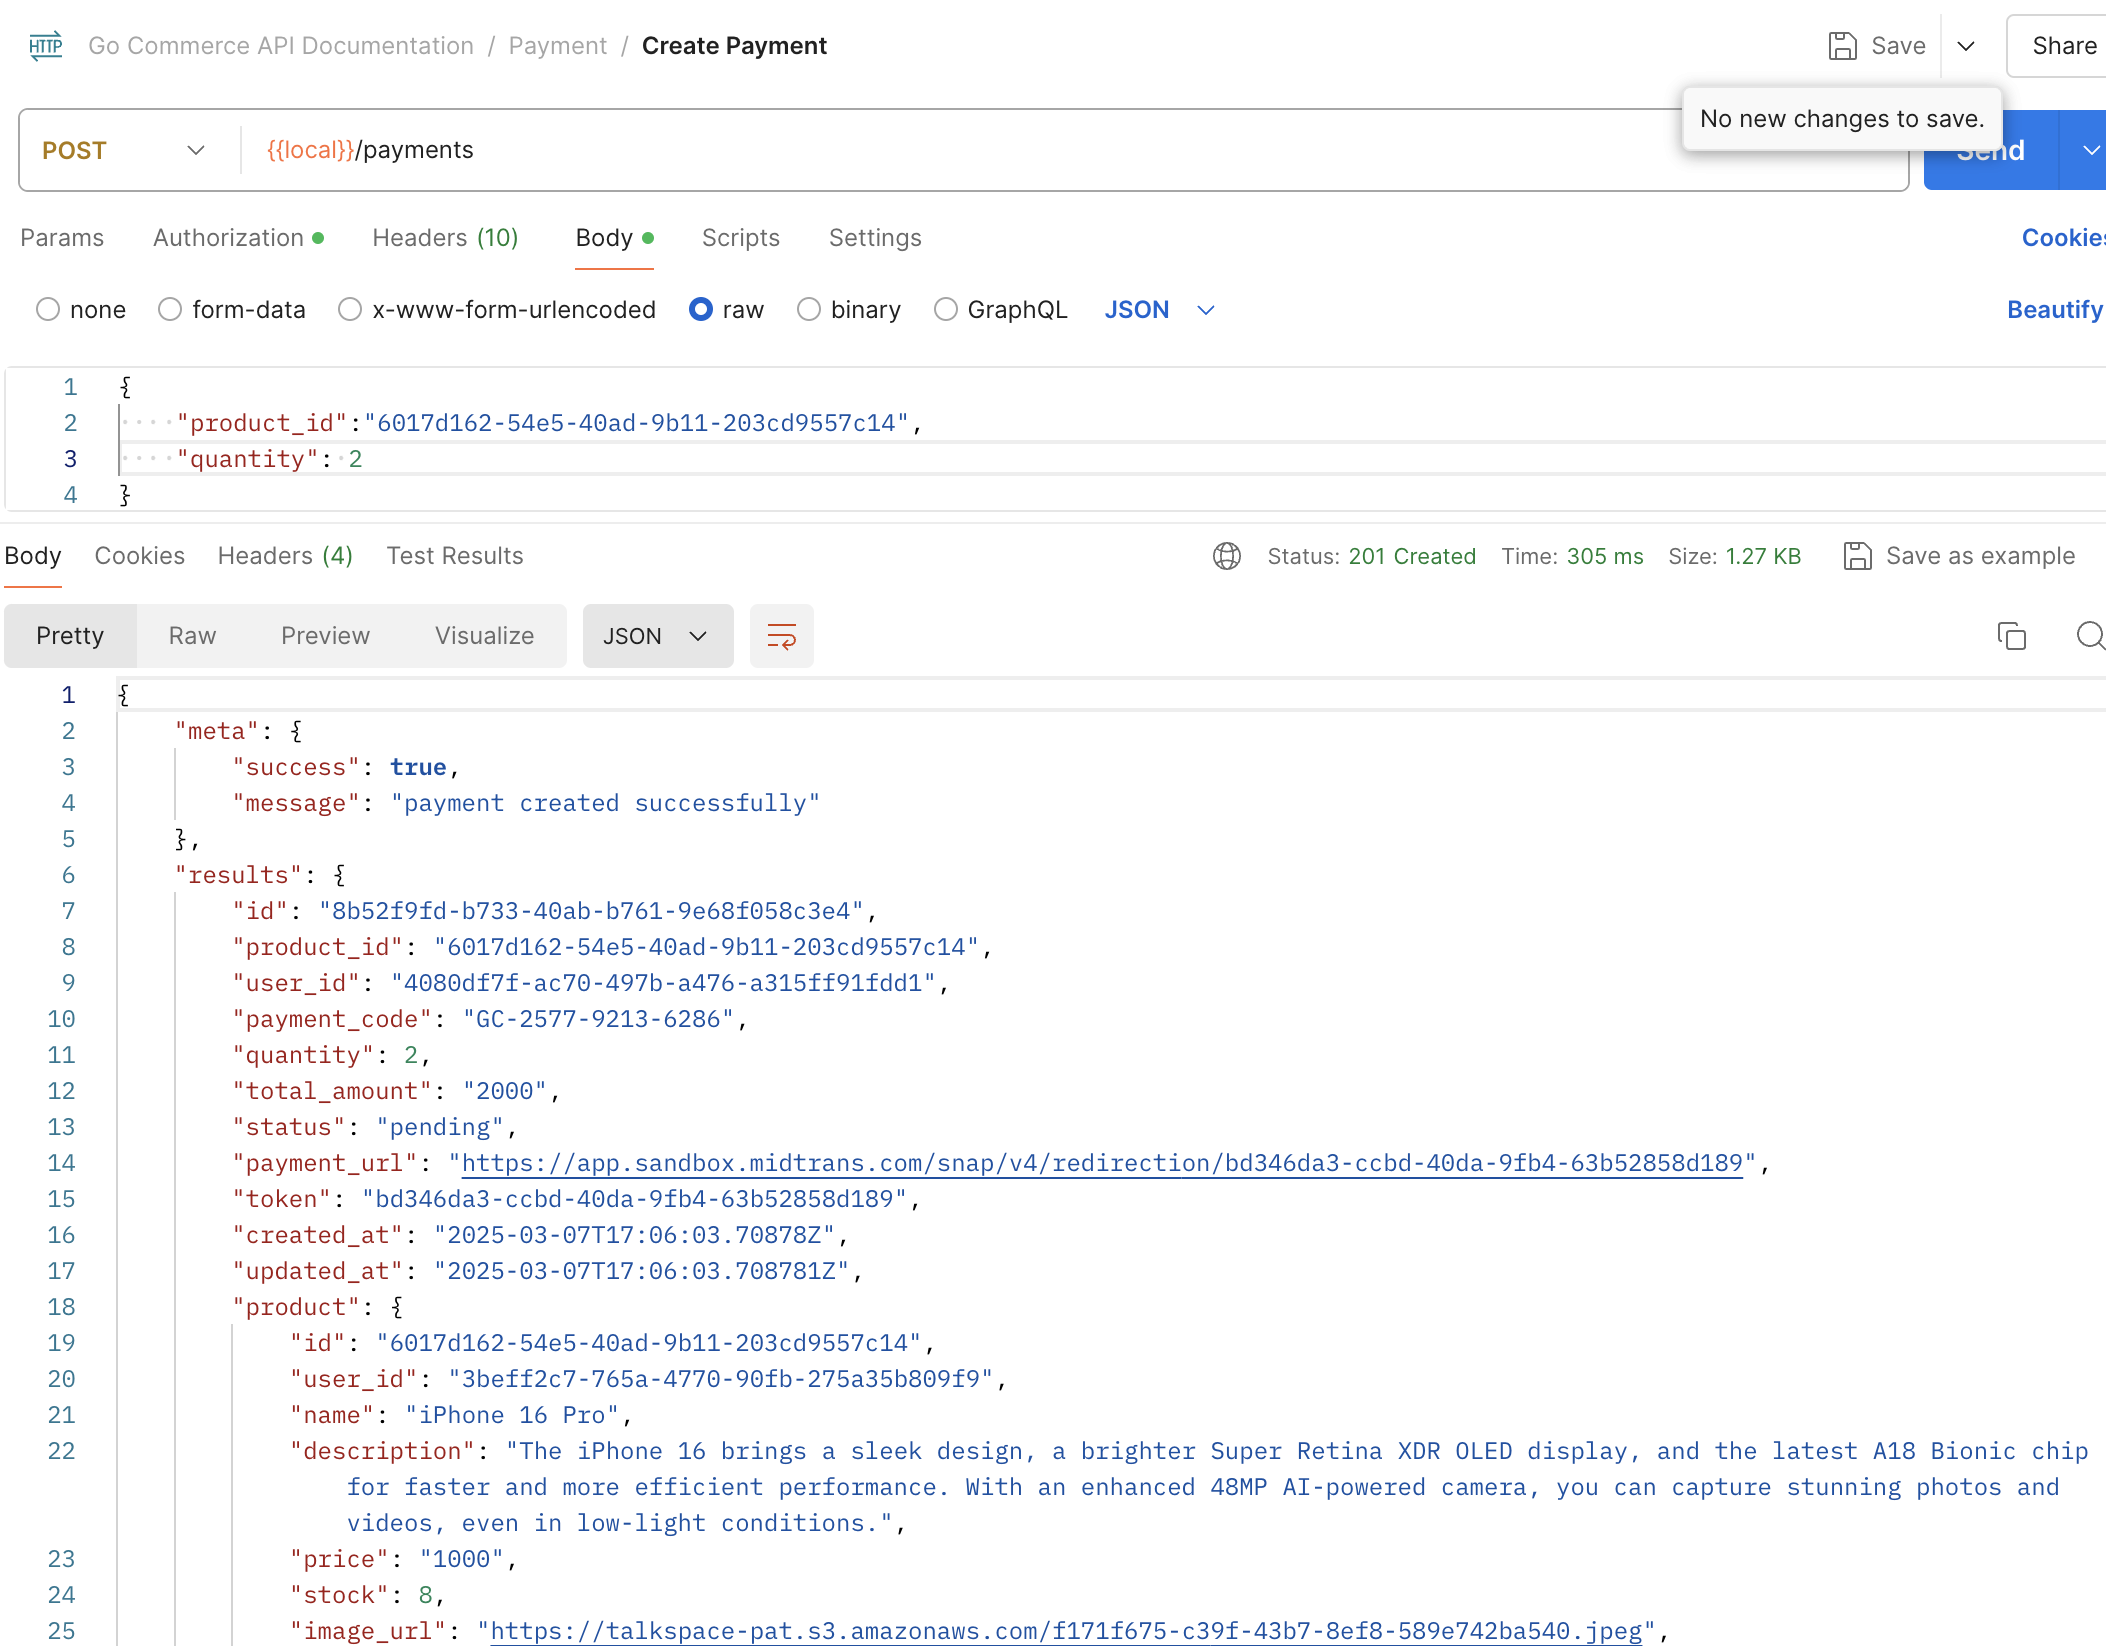 HTTP Go Commerce API Documentation / Payment / Create Payment Save Share
No new changes to save.
POST {{local}}/payments Send
Params Authorization Headers (10) Body Scripts Settings Cookies
none form-data x-www-form-urlencoded raw binary GraphQL JSON Beautify
1 {
2 "product_id":"6017d162-54e5-40ad-9b11-203cd9557c14",
3 "quantity": 2
4 }
Body Cookies Headers (4) Test Results Status: 201 Created Time: 305 ms Size: 1.27 KB Save as example
Pretty Raw Preview Visualize JSON
1 {
2 "meta": {
3 "success": true,
4 "message": "payment created successfully"
5 },
6 "results": {
7 "id": "8b52f9fd-b733-40ab-b761-9e68f058c3e4",
8 "product_id": "6017d162-54e5-40ad-9b11-203cd9557c14",
9 "user_id": "4080df7f-ac70-497b-a476-a315ff91fdd1",
10 "payment_code": "GC-2577-9213-6286",
11 "quantity": 2,
12 "total_amount": "2000",
13 "status": "pending",
14 "payment_url": "https://app.sandbox.midtrans.com/snap/v4/redirection/bd346da3-ccbd-40da-9fb4-63b52858d189",
15 "token": "bd346da3-ccbd-40da-9fb4-63b52858d189",
16 "created_at": "2025-03-07T17:06:03.70878Z",
17 "updated_at": "2025-03-07T17:06:03.708781Z",
18 "product": {
19 "id": "6017d162-54e5-40ad-9b11-203cd9557c14",
20 "user_id": "3beff2c7-765a-4770-90fb-275a35b809f9",
21 "name": "iPhone 16 Pro",
22 "description": "The iPhone 16 brings a sleek design, a brighter Super Retina XDR OLED display, and the latest A18 Bionic chip
for faster and more efficient performance. With an enhanced 48MP AI-powered camera, you can capture stunning photos and
videos, even in low-light conditions.",
23 "price": "1000",
24 "stock": 8,
25 "image_url": "https://talkspace-pat.s3.amazonaws.com/f171f675-c39f-43b7-8ef8-589e742ba540.jpeg",